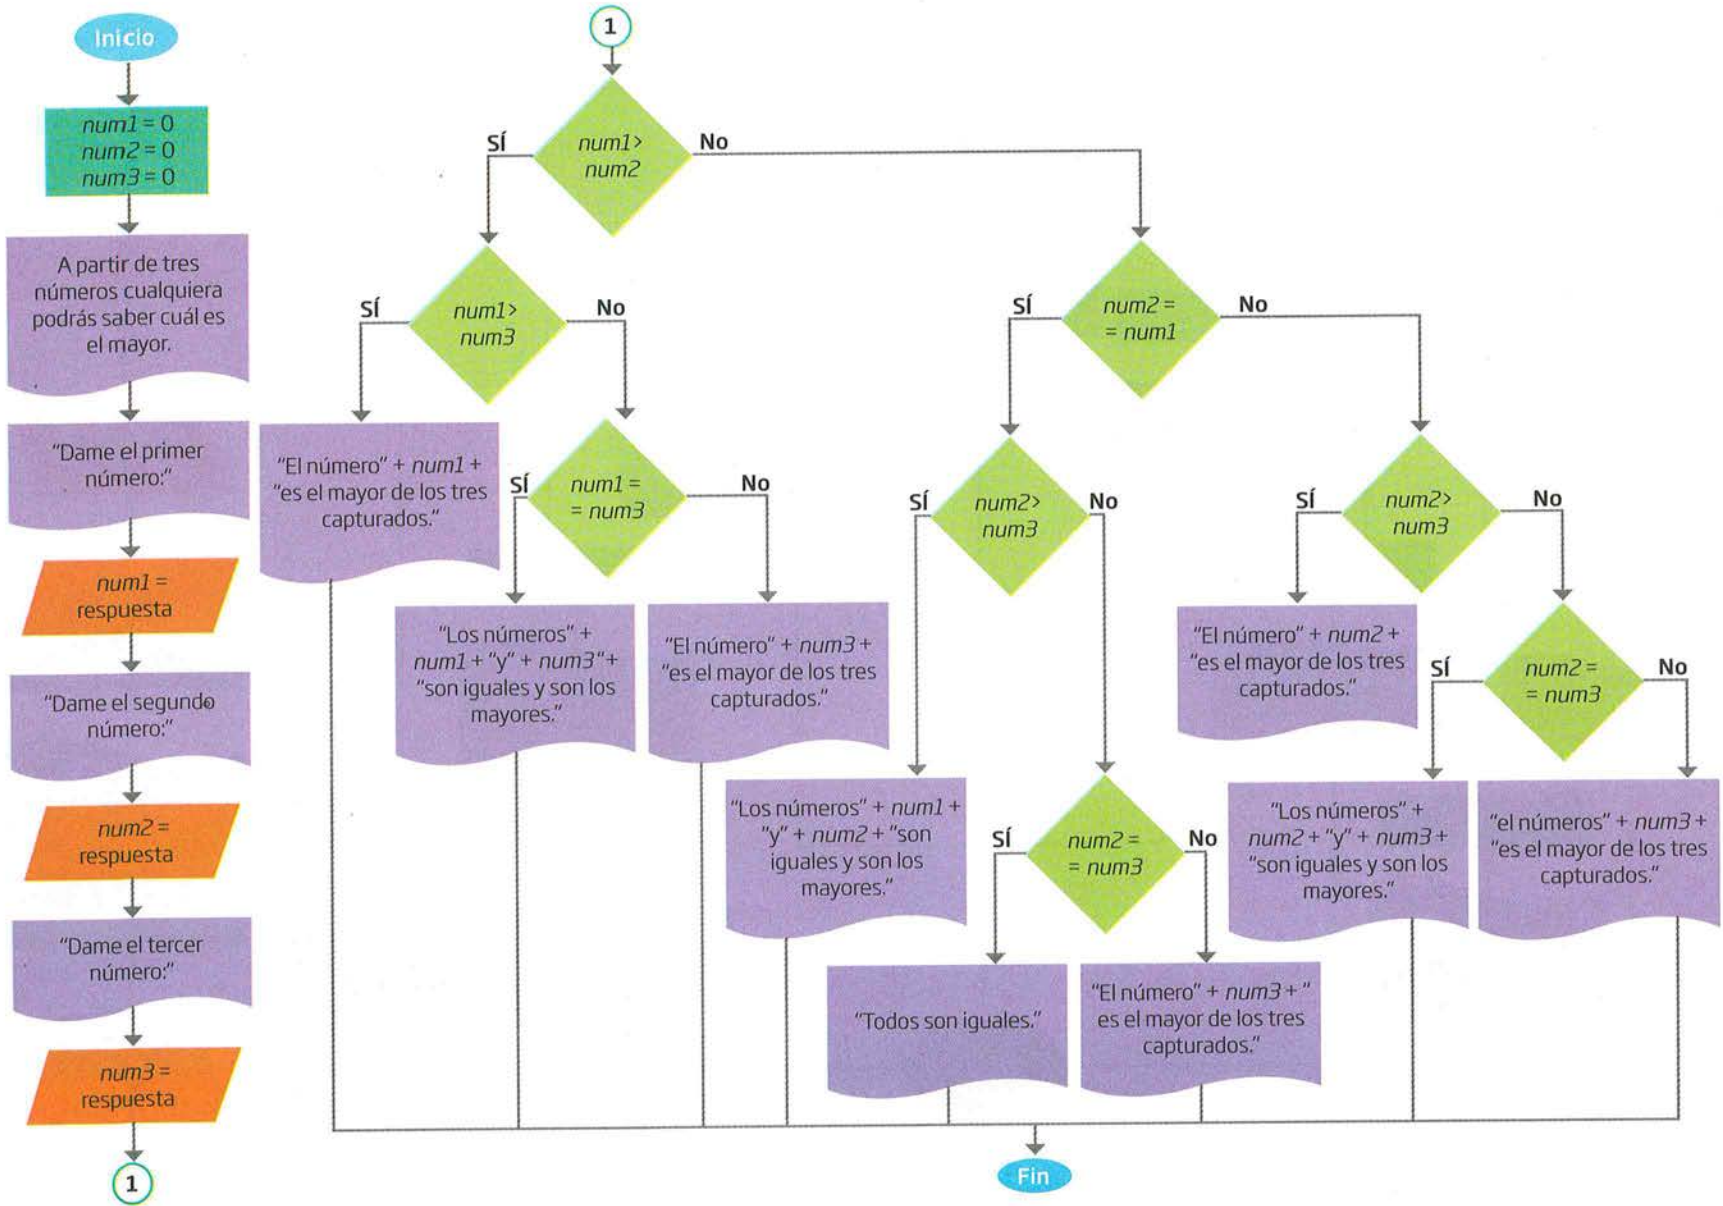 Inicio
num1 = 0
num2 = 0
num3 = 0
A partir de tres
números cualquiera
podrás saber cuál es
el mayor.
"Dame el primer
número:"
num1 =
respuesta
"Dame el segundo
número:"
num2 =
respuesta
"Dame el tercer
número:"
num3 =
respuesta
1
1
num1>
num2
SÍ
No
num1>
num3
SÍ
No
"El número" + num1 +
"es el mayor de los tres
capturados."
num1 =
= num3
SÍ
No
"Los números" +
num1 + "y" + num3"+
"son iguales y son los
mayores."
"El número" + num3 +
"es el mayor de los tres
capturados."
num2 =
= num1
SÍ
No
num2>
num3
SÍ
No
"Los números" + num1 +
"y" + num2 + "son
iguales y son los
mayores."
num2 =
= num3
SÍ
No
"Todos son iguales."
"El número" + num3 + "
es el mayor de los tres
capturados."
num2>
num3
SÍ
No
"El número" + num2 +
"es el mayor de los tres
capturados."
num2 =
= num3
SÍ
No
"Los números" +
num2 + "y" + num3 +
"son iguales y son los
mayores."
"el números" + num3 +
"es el mayor de los tres
capturados."
Fin